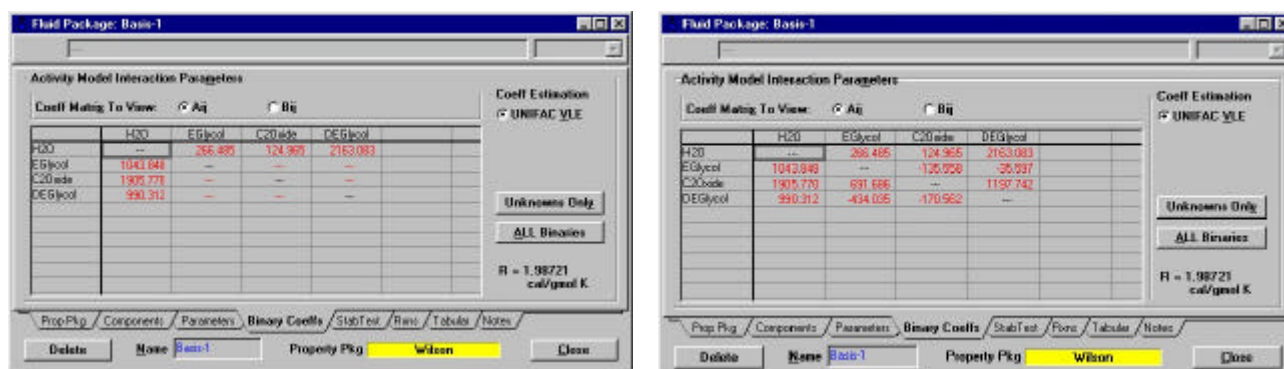 Fluid Package: Basis-1
Activity Model Interaction Parameters
Coeff Matrix To View: Aij Bij
Coeff Estimation
UNIFAC VLE
H2O EGlycol C2Oxide DEGlycol
H2O --- 266.485 124.965 2163.083
EGlycol 1043.848 --- --- ---
C2Oxide 1905.770 --- --- ---
DEGlycol 990.312 --- --- ---
Unknowns Only
ALL Binaries
R = 1.98721
cal/gmol K
Prop Pkg Components Parameters Binary Coeffs StabTest Rxns Tabular Notes
Delete Name Basis-1 Property Pkg Wilson Close
Fluid Package: Basis-1
Activity Model Interaction Parameters
Coeff Matrix To View: Aij Bij
Coeff Estimation
UNIFAC VLE
H2O EGlycol C2Oxide DEGlycol
H2O --- 266.485 124.965 2163.083
EGlycol 1043.848 --- -135.958 -35.597
C2Oxide 1905.770 691.686 --- 1197.742
DEGlycol 990.312 -434.035 -170.562 ---
Unknowns Only
ALL Binaries
R = 1.98721
cal/gmol K
Prop Pkg Components Parameters Binary Coeffs StabTest Rxns Tabular Notes
Delete Name Basis-1 Property Pkg Wilson Close